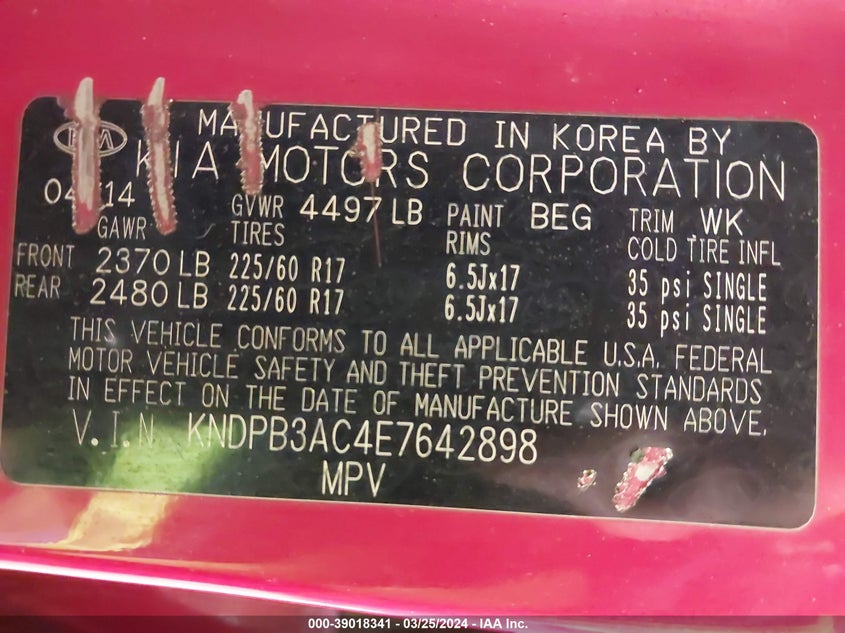 KIA
MANUFACTURED IN KOREA BY
KIA MOTORS CORPORATION
04 14 GVWR 4497 LB PAINT BEG TRIM WK
GAWR TIRES RIMS COLD TIRE INFL
FRONT 2370 LB 225/60 R17 6.5Jx17 35 psi SINGLE
REAR 2480 LB 225/60 R17 6.5Jx17 35 psi SINGLE
THIS VEHICLE CONFORMS TO ALL APPLICABLE U.S.A. FEDERAL
MOTOR VEHICLE SAFETY AND THEFT PREVENTION STANDARDS
IN EFFECT ON THE DATE OF MANUFACTURE SHOWN ABOVE.
V.I.N KNDPB3AC4E7642898
MPV
000-39018341 - 03/25/2024 - IAA Inc.